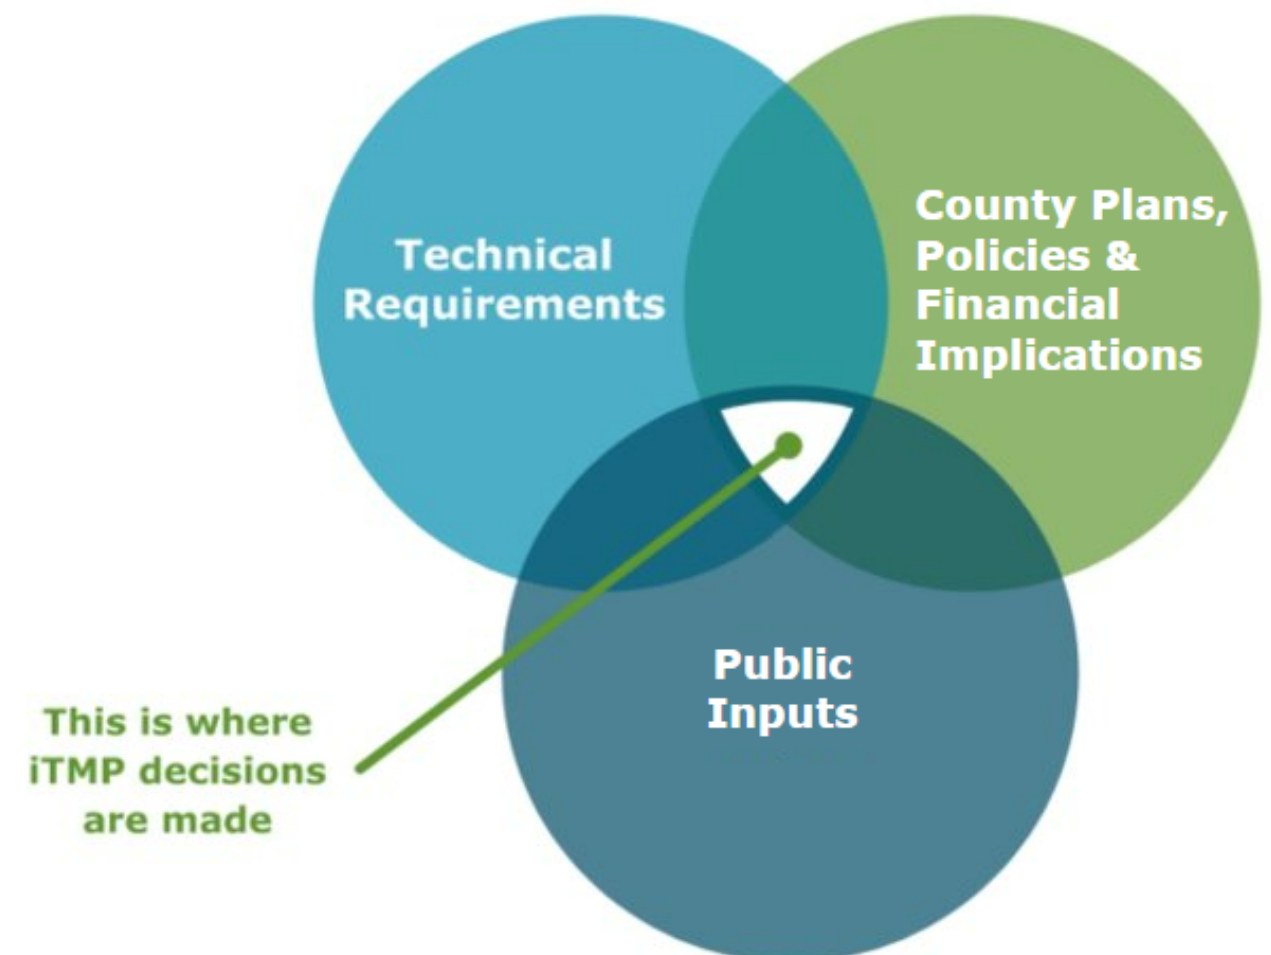 Technical
Requirements
County Plans,
Policies &
Financial
Implications
Public
Inputs
This is where
iTMP decisions
are made